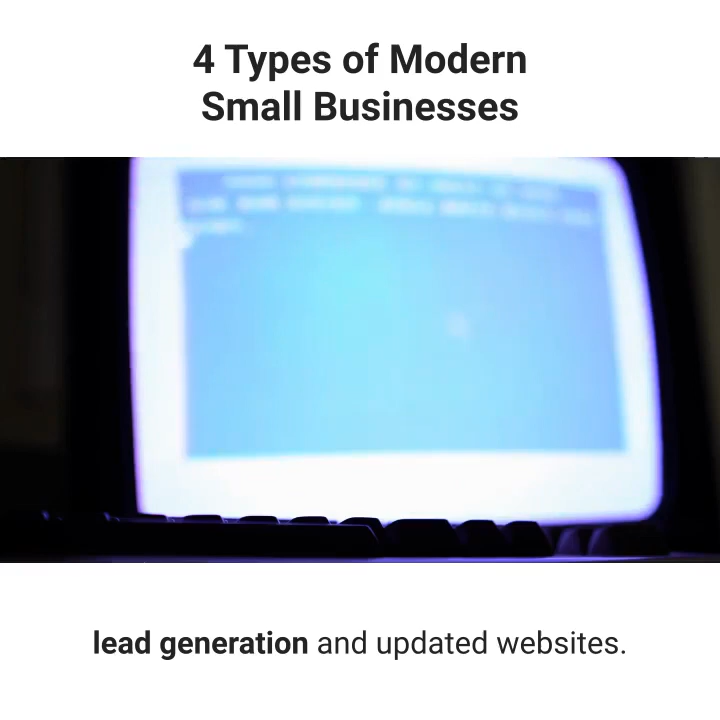 4 Types of Modern
Small Businesses
lead generation and updated websites.